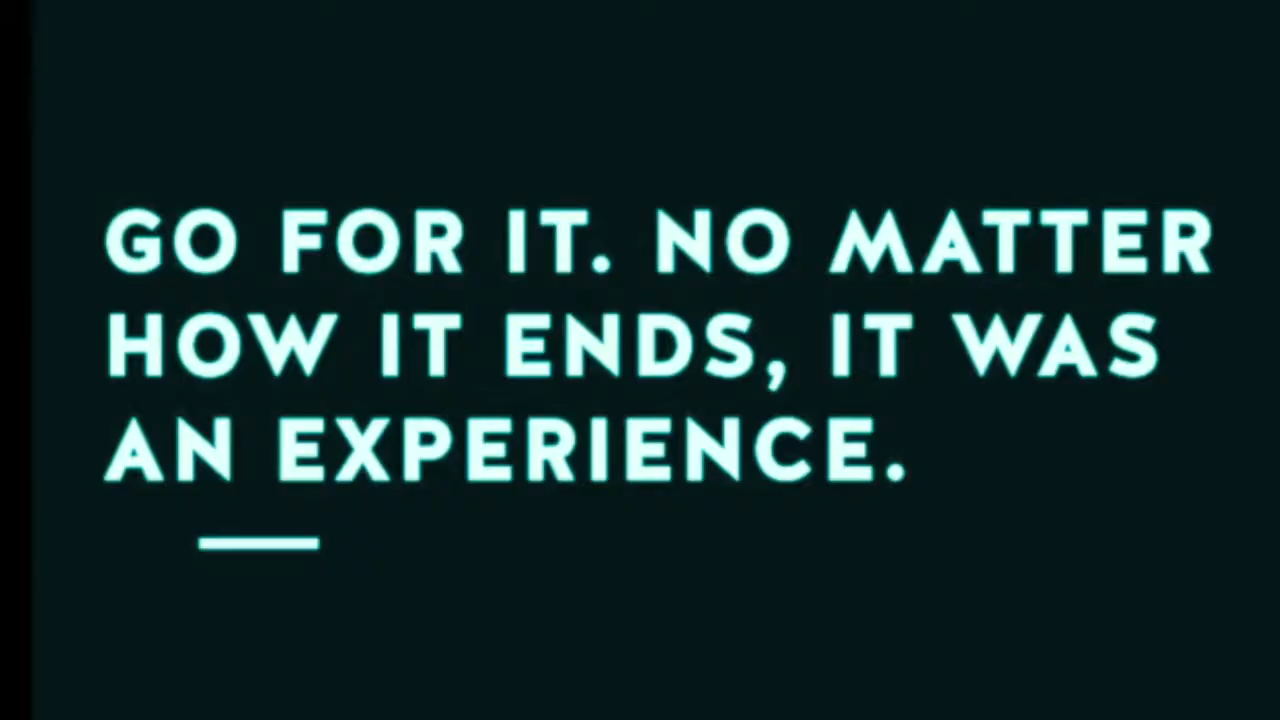 GO FOR IT. NO MATTER
HOW IT ENDS, IT WAS
AN EXPERIENCE.